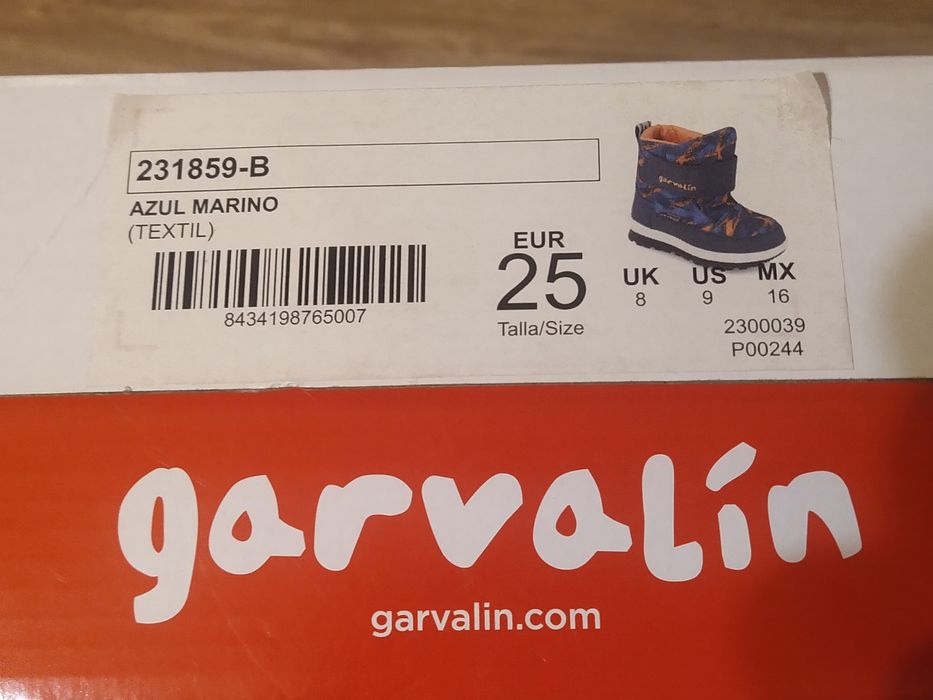 231859-B
AZUL MARINO
(TEXTIL)
8434198765007
EUR
25
Talla/Size
garvalín
UK US MX
8 9 16
2300039
P00244
garvalín
garvalin.com